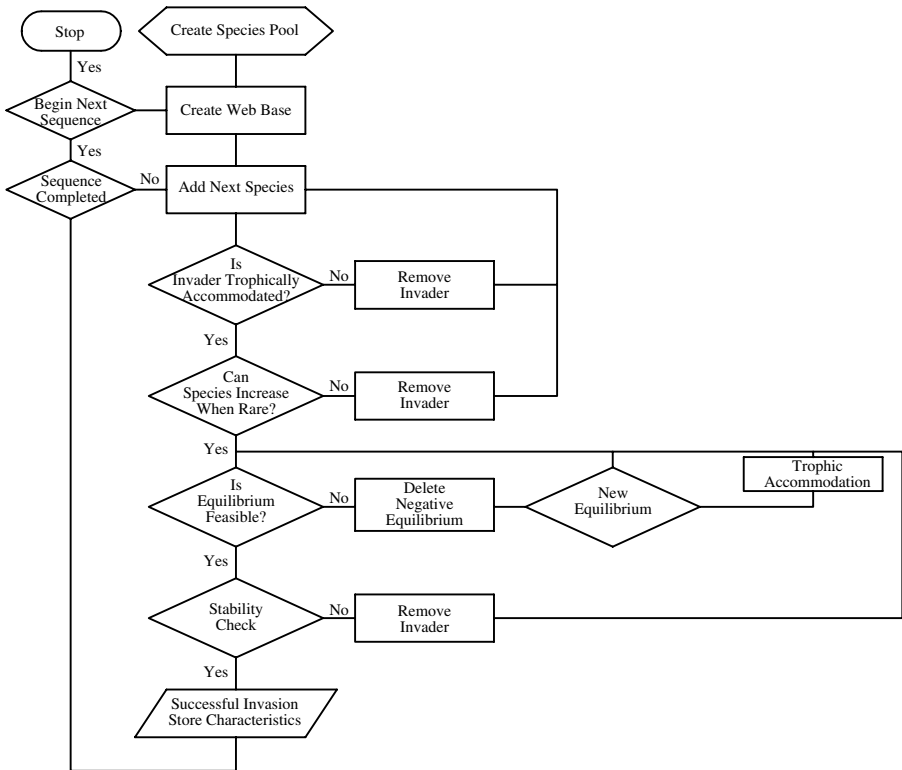 Stop
Create Species Pool
Yes
Begin Next
Sequence
Create Web Base
Yes
Sequence
Completed
No
Add Next Species
Is
Invader Trophically
Accommodated?
No
Remove
Invader
Yes
Can
Species Increase
When Rare?
No
Remove
Invader
Yes
Is
Equilibrium
Feasible?
No
Delete
Negative
Equilibrium
New
Equilibrium
Trophic
Accommodation
Yes
Stability
Check
No
Remove
Invader
Yes
Successful Invasion
Store Characteristics